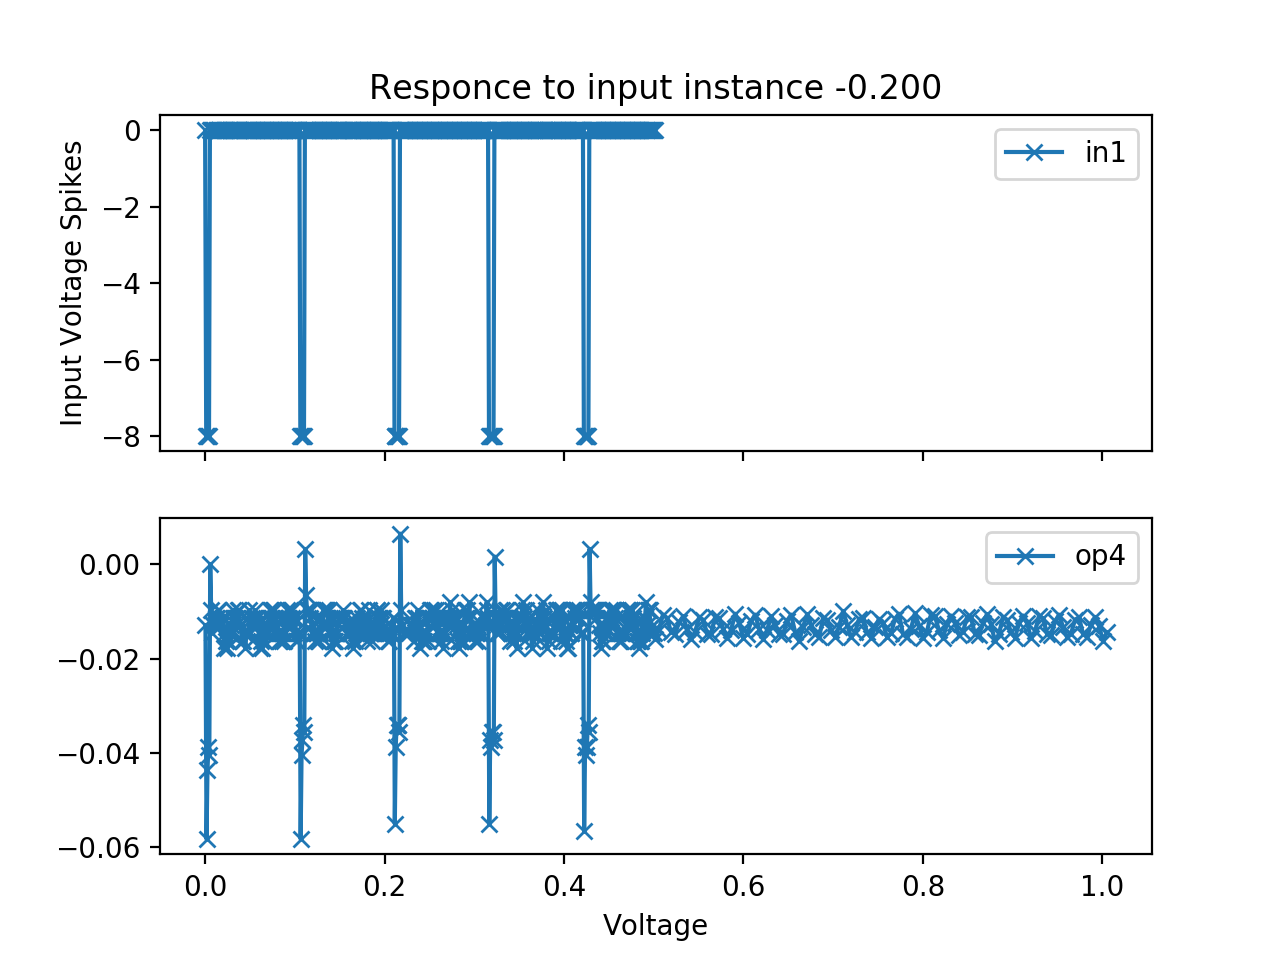 Responce to input instance -0.200
0
−2
−4
−6
−8
Input Voltage Spikes
in1
0.00
−0.02
−0.04
−0.06
op4
0.0 0.2 0.4 0.6 0.8 1.0
Voltage